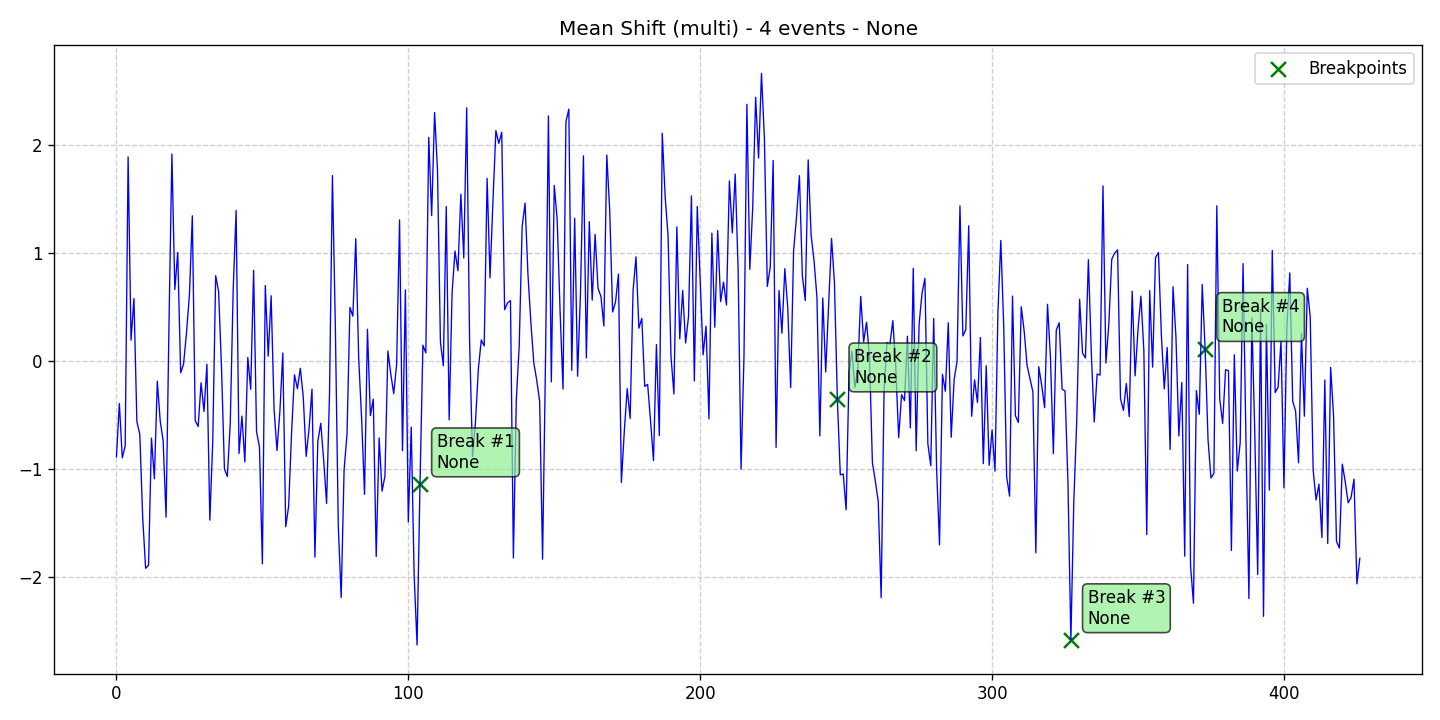 Mean Shift (multi) - 4 events - None
Breakpoints
2
1
0
−1
−2
Break #1
None
Break #2
None
Break #3
None
Break #4
None
0
100
200
300
400